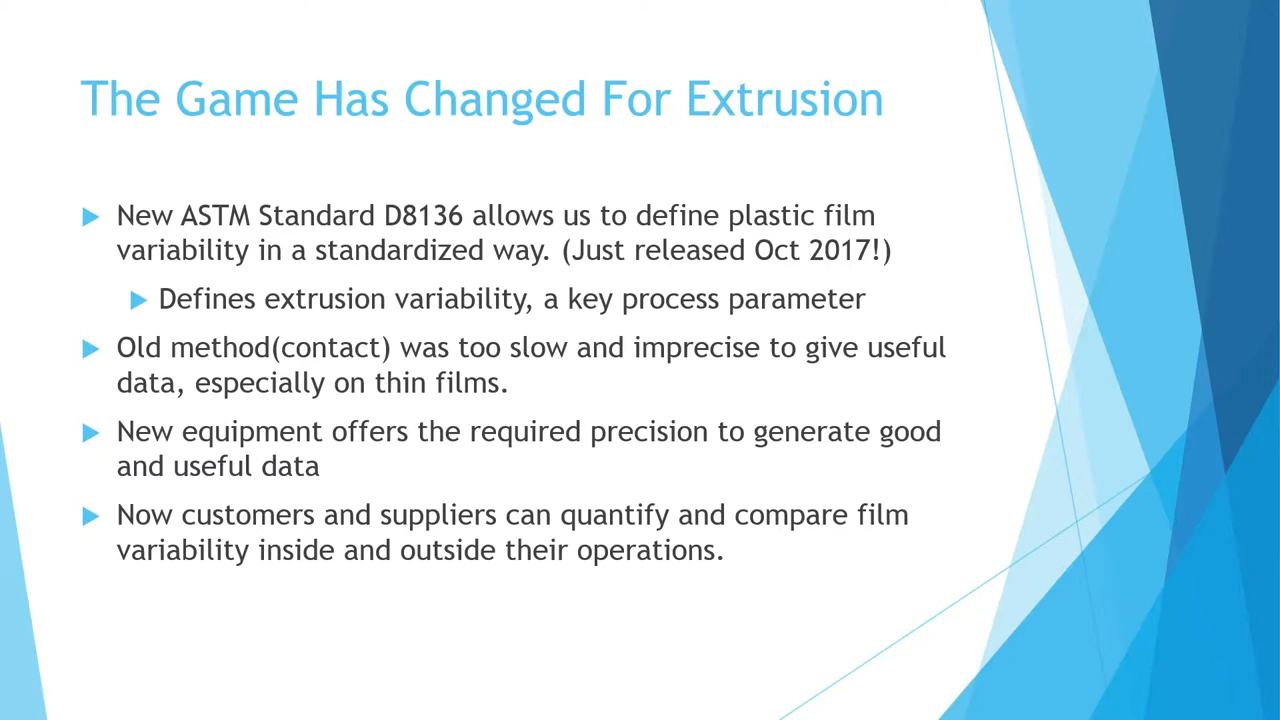 The Game Has Changed For Extrusion
New ASTM Standard D8136 allows us to define plastic film
variability in a standardized way. (Just released Oct 2017!)
Defines extrusion variability, a key process parameter
Old method(contact) was too slow and imprecise to give useful
data, especially on thin films.
New equipment offers the required precision to generate good
and useful data
Now customers and suppliers can quantify and compare film
variability inside and outside their operations.